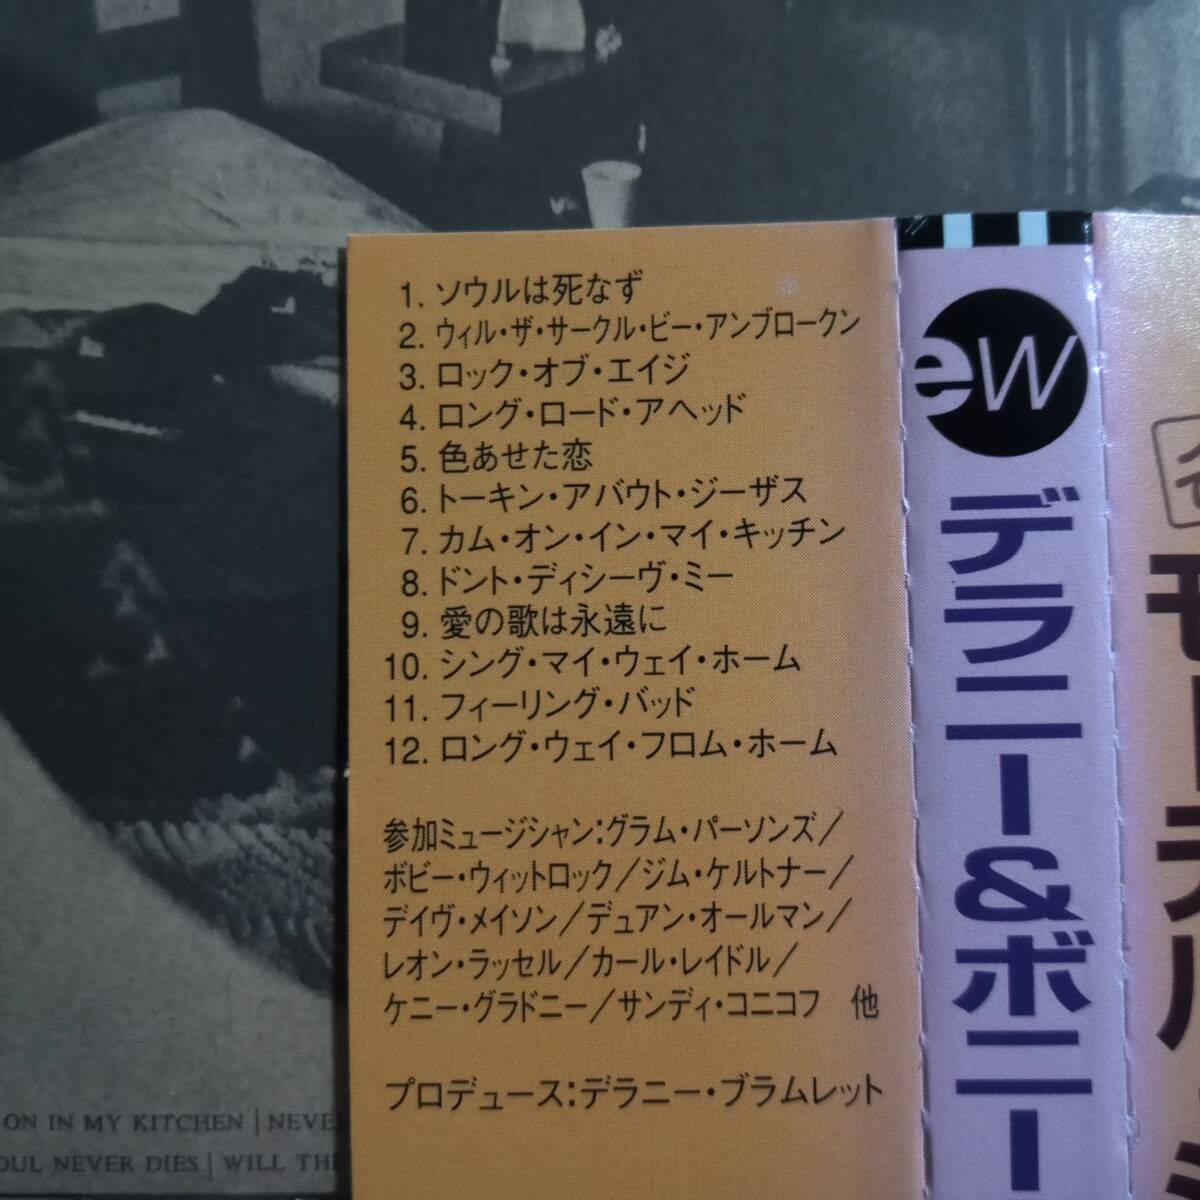 1. ソウルは死なず
2. ウィル・ザ・サークル・ビー・アンブロークン
3. ロック・オブ・エイジ
4. ロング・ロード・アヘッド
5. 色あせた恋
6. トーキン・アバウト・ジーザス
7. カム・オン・イン・マイ・キッチン
8. ドント・ディシーヴ・ミー
9. 愛の歌は永遠に
10. シング・マイ・ウェイ・ホーム
11. フィーリング・バッド
12. ロング・ウェイ・フロム・ホーム
参加ミュージシャン:グラム・パーソンズ/
ボビー・ウィットロック/ジム・ケルトナー/
デイヴ・メイソン/デュアン・オールマン/
レオン・ラッセル/カール・レイドル/
ケニー・グラドニー/サンディ・コニコフ 他
プロデュース:デラニー・ブラムレット
ew
デラニー&ボニー
ON IN MY KITCHEN | NEVER
OUL NEVER DIES | WILL THE